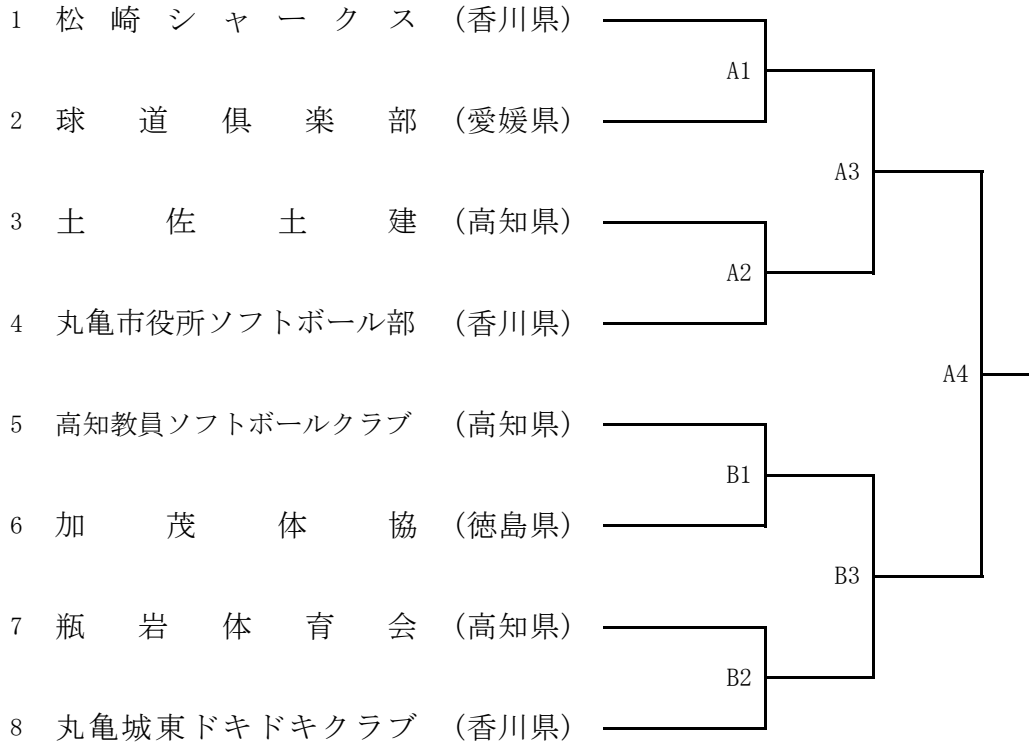 1 松崎シャークス (香川県)
A1
2 球道倶楽部 (愛媛県)
A3
3 土佐土建 (高知県)
A2
4 丸亀市役所ソフトボール部 (香川県)
A4
5 高知教員ソフトボールクラブ (高知県)
B1
6 加茂体協 (徳島県)
B3
7 瓶岩体育会 (高知県)
B2
8 丸亀城東ドキドキクラブ (香川県)